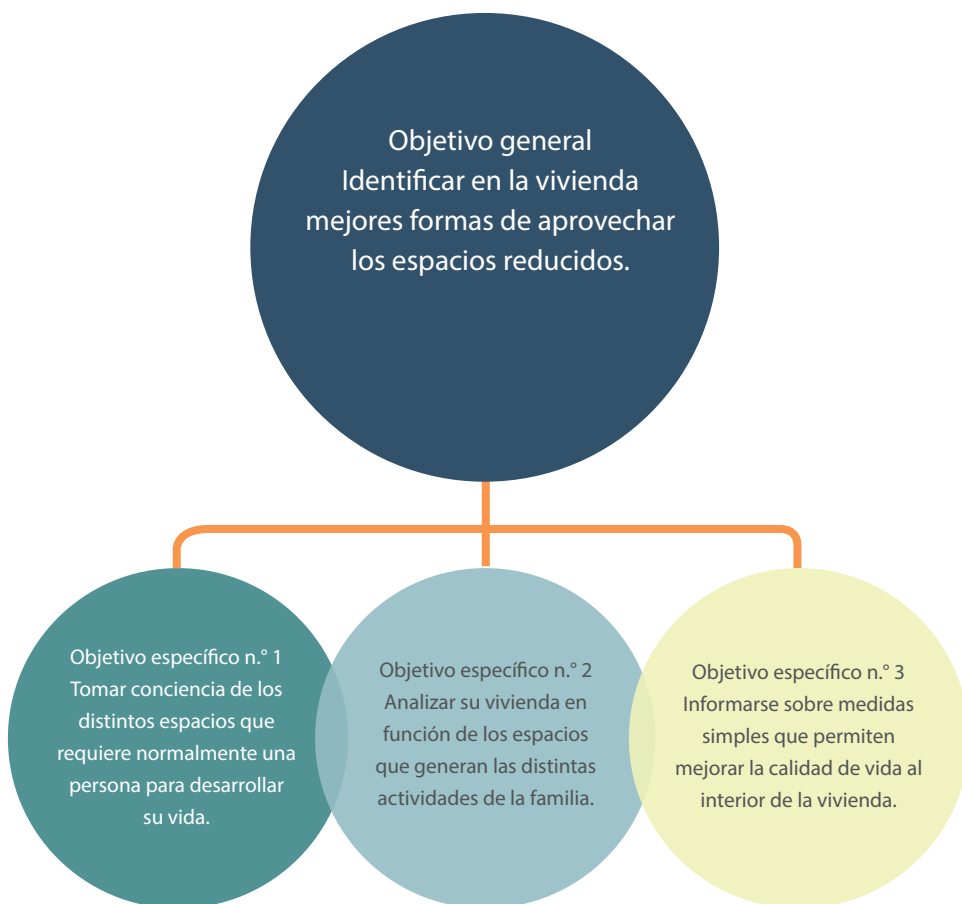 Objetivo general
Identificar en la vivienda
mejores formas de aprovechar
los espacios reducidos.
Objetivo específico n.° 1
Tomar conciencia de los
distintos espacios que
requiere normalmente una
persona para desarrollar
su vida.
Objetivo específico n.° 2
Analizar su vivienda en
función de los espacios
que generan las distintas
actividades de la familia.
Objetivo específico n.° 3
Informarse sobre medidas
simples que permiten
mejorar la calidad de vida al
interior de la vivienda.